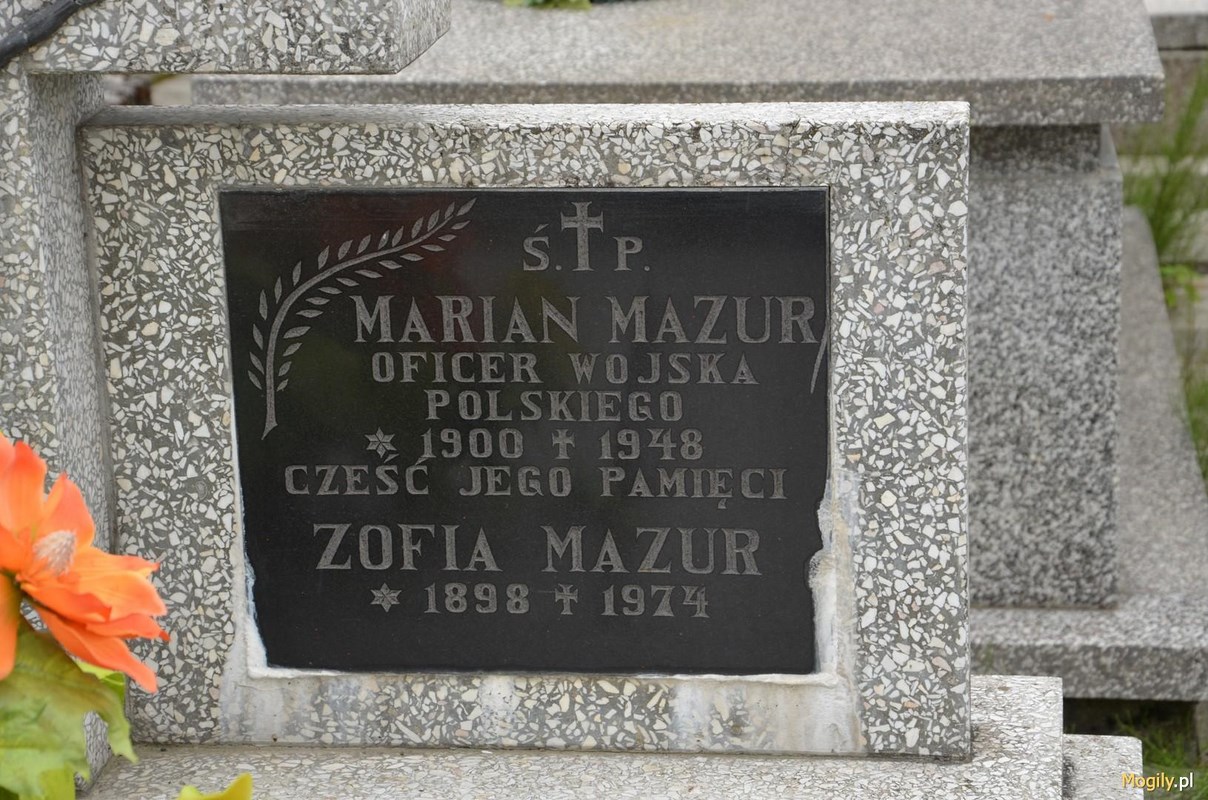 Ś. P.
MARIAN MAZUR
OFICER WOJSKA
POLSKIEGO
1900 1948
CZEŚĆ JEGO PAMIĘCI
ZOFIA MAZUR
1898 1974
Mogily.pl